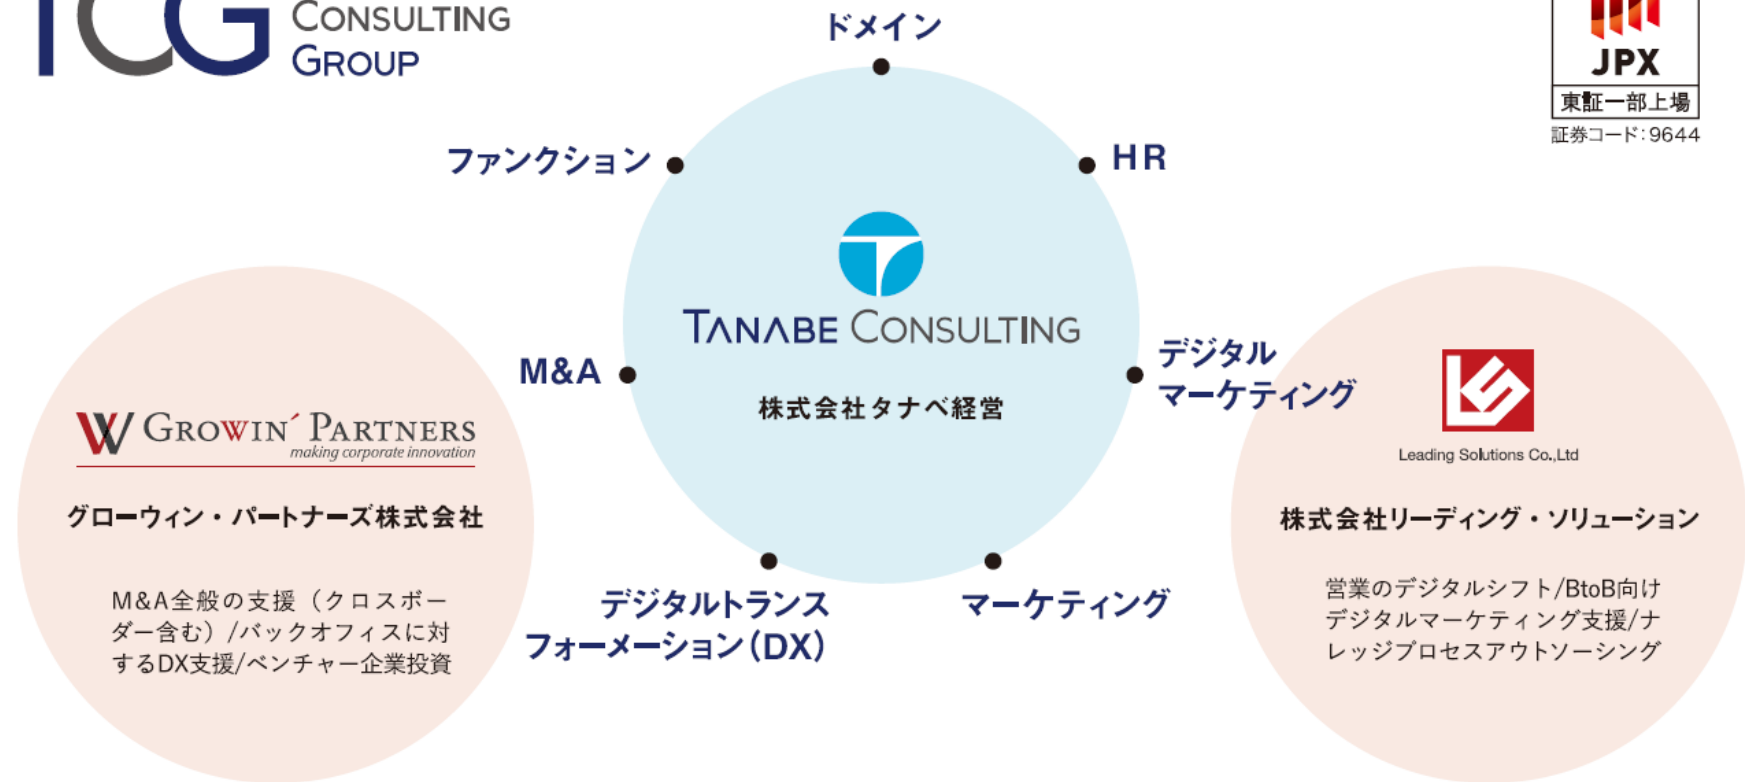 TCG
CONSULTING
GROUP
JPX
東証一部上場
証券コード:9644
ドメイン
ファンクション
HR
TANABE CONSULTING
株式会社タナベ経営
M&A
デジタル
マーケティング
デジタルトランス
フォーメーション(DX)
マーケティング
GROWIN´ PARTNERS
making corporate innovation
グローウィン・パートナーズ株式会社
M&A全般の支援(クロスボー
ダー含む)/バックオフィスに対
するDX支援/ベンチャー企業投資
Leading Solutions Co.,Ltd
株式会社リーディング・ソリューション
営業のデジタルシフト/BtoB向け
デジタルマーケティング支援/ナ
レッジプロセスアウトソーシング